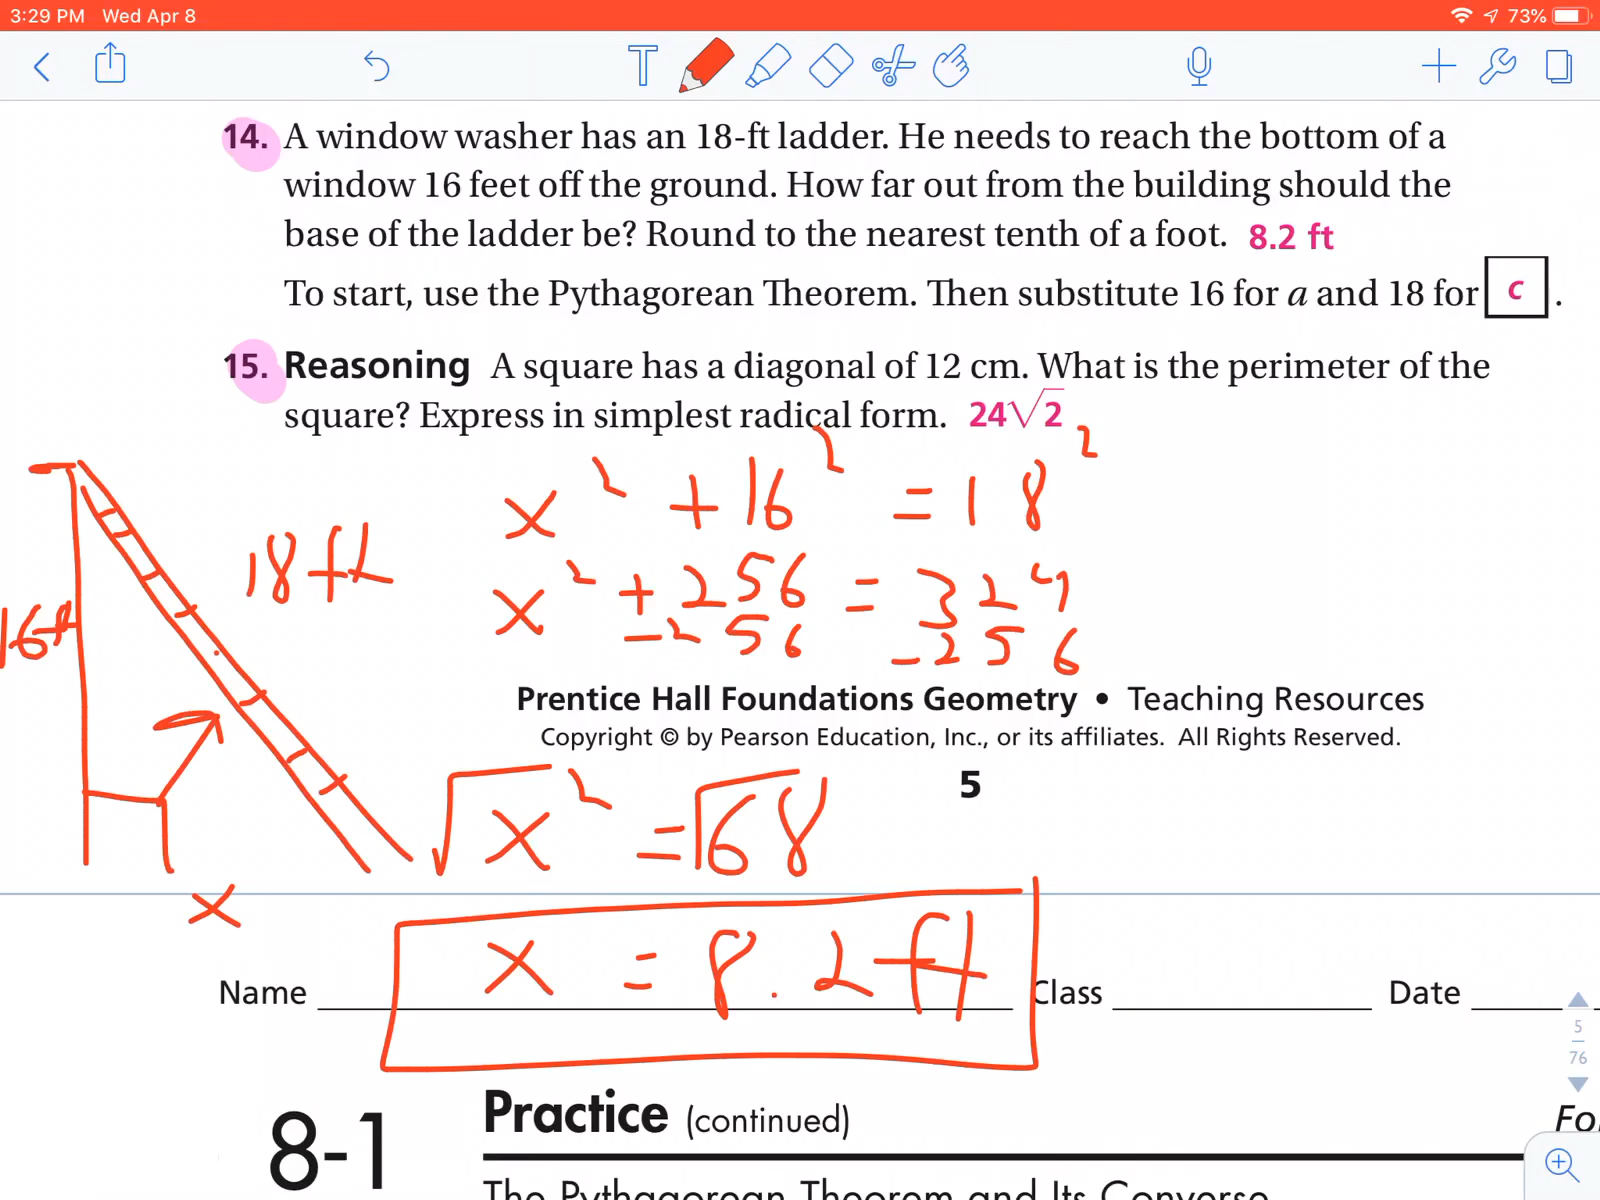 3:29 PM Wed Apr 8
73%
T
14. A window washer has an 18-ft ladder. He needs to reach the bottom of a
window 16 feet off the ground. How far out from the building should the
base of the ladder be? Round to the nearest tenth of a foot. 8.2 ft
To start, use the Pythagorean Theorem. Then substitute 16 for a and 18 for c .
15. Reasoning A square has a diagonal of 12 cm. What is the perimeter of the
square? Express in simplest radical form. 24√2
x² + 16² = 18²
18ft
x² + 256 = 324
16ft
-256 -256
Prentice Hall Foundations Geometry • Teaching Resources
Copyright © by Pearson Education, Inc., or its affiliates. All Rights Reserved.
5
√x² = √68
x
x = 8.2 ft
Name Class Date
5
76
8-1
Practice (continued)
Fo
The Pythagorean Theorem and Its Converse